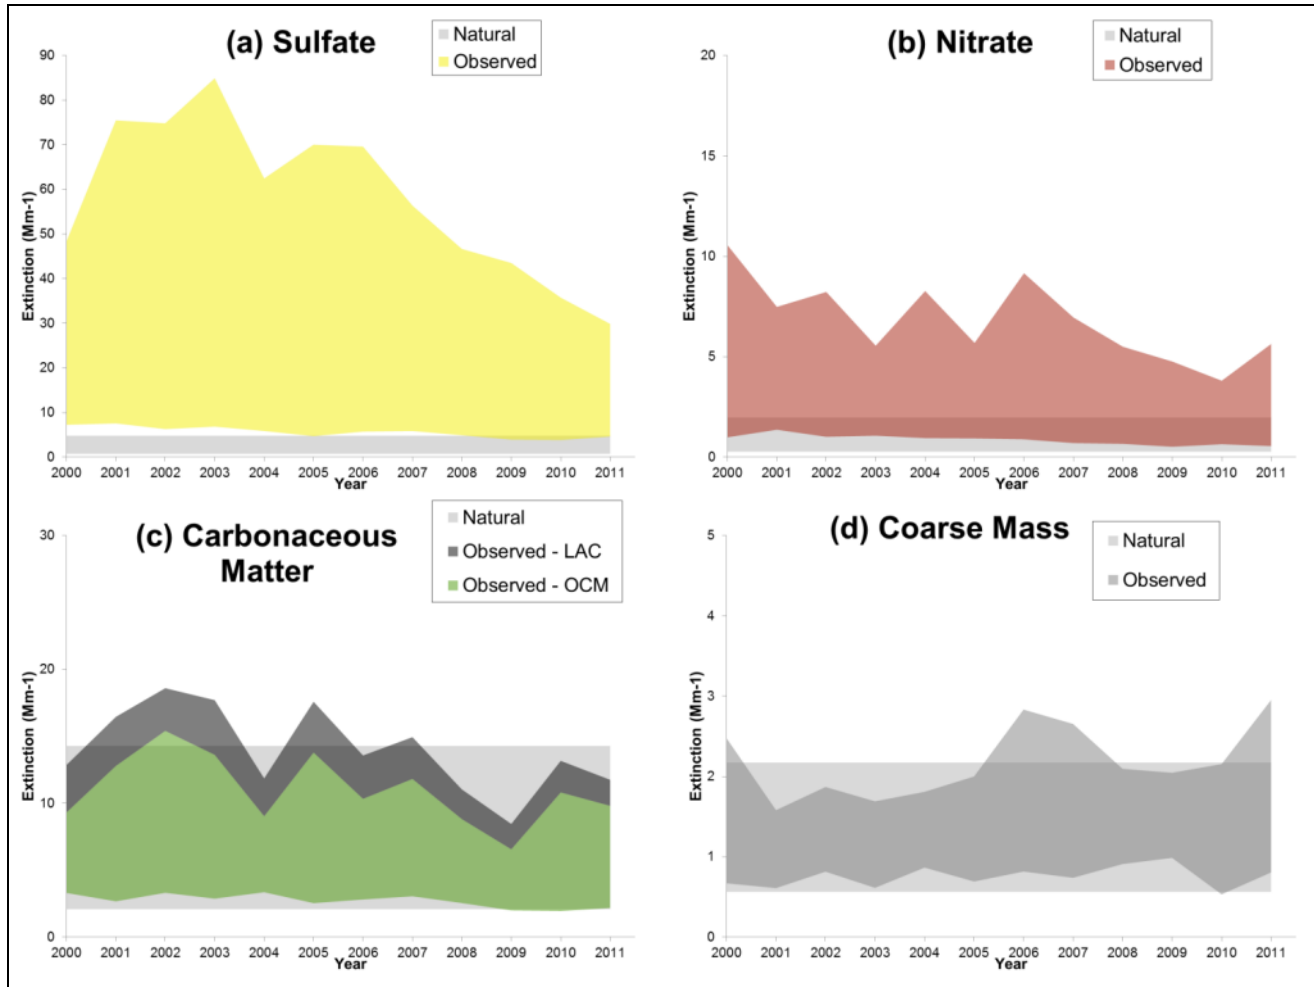 (a) Sulfate
Natural
Observed
Extinction (Mm-1)
90
80
70
60
50
40
30
20
10
0
2000 2001 2002 2003 2004 2005 2006 2007 2008 2009 2010 2011
Year
(b) Nitrate
Natural
Observed
Extinction (Mm-1)
20
15
10
5
0
2000 2001 2002 2003 2004 2005 2006 2007 2008 2009 2010 2011
Year
(c) Carbonaceous
Matter
Natural
Observed - LAC
Observed - OCM
Extinction (Mm-1)
30
20
10
0
2000 2001 2002 2003 2004 2005 2006 2007 2008 2009 2010 2011
Year
(d) Coarse Mass
Natural
Observed
Extinction (Mm-1)
5
4
3
2
1
0
2000 2001 2002 2003 2004 2005 2006 2007 2008 2009 2010 2011
Year